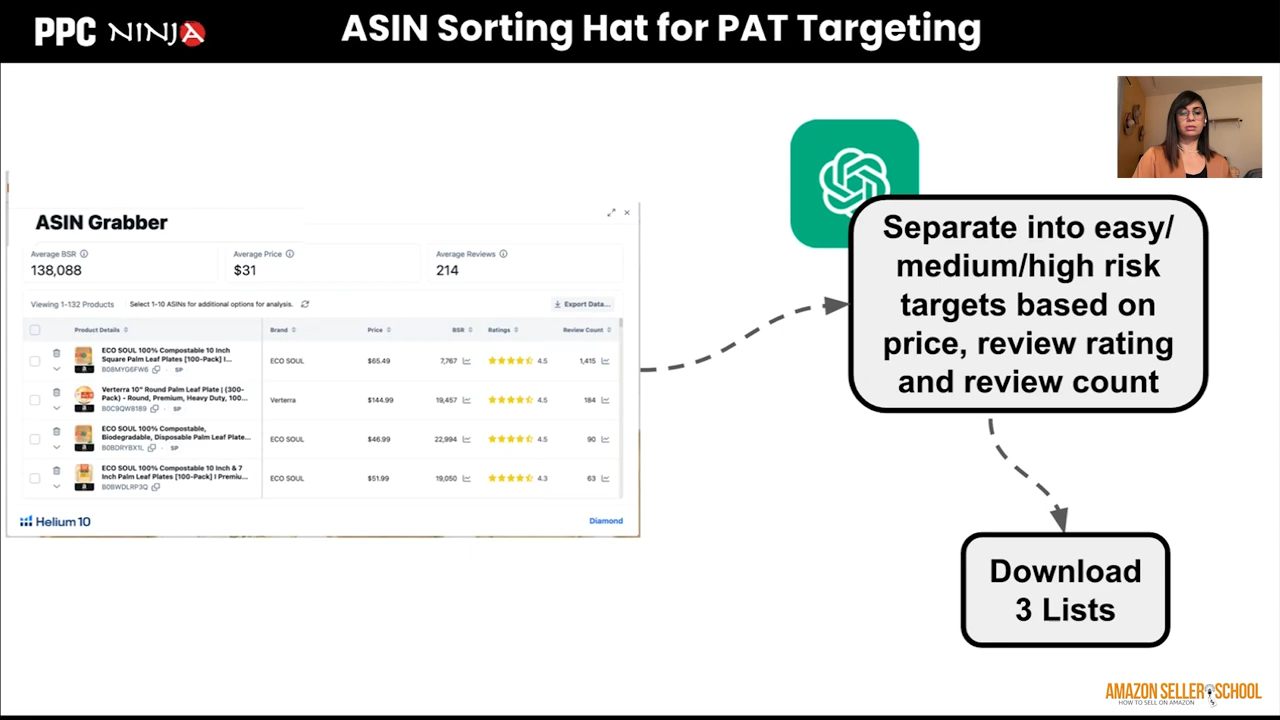 PPC NINJA
ASIN Sorting Hat for PAT Targeting
ASIN Grabber
Average BSR
138,088
Average Price
$31
Average Reviews
214
Viewing 1-132 Products
Select 1-10 ASINs for additional options for analysis.
Export Data...
Product Details
Brand
Price
BSR
Ratings
Review Count
ECO SOUL 100% Compostable 10 Inch
Square Palm Leaf Plates [100-Pack] I...
B08MYG6FW6
SP
ECO SOUL
$65.49
7,767
4.5
1,415
Verterra 10" Round Palm Leaf Plate | (300-
Pack) - Round, Premium, Heavy Duty, 100...
B0C9QW8189
SP
Verterra
$144.99
19,457
4.5
184
ECO SOUL 100% Compostable,
Biodegradable, Disposable Palm Leaf Plate...
B0BDRYBX1L
SP
ECO SOUL
$46.99
22,994
4.5
90
ECO SOUL 100% Compostable 10 Inch & 7
Inch Palm Leaf Plates [100-Pack] I Premiu...
B0BWDLRP3Q
ECO SOUL
$51.99
19,050
4.3
63
Helium 10
Diamond
Separate into easy/
medium/high risk
targets based on
price, review rating
and review count
Download
3 Lists
AMAZON SELLER SCHOOL
HOW TO SELL ON AMAZON